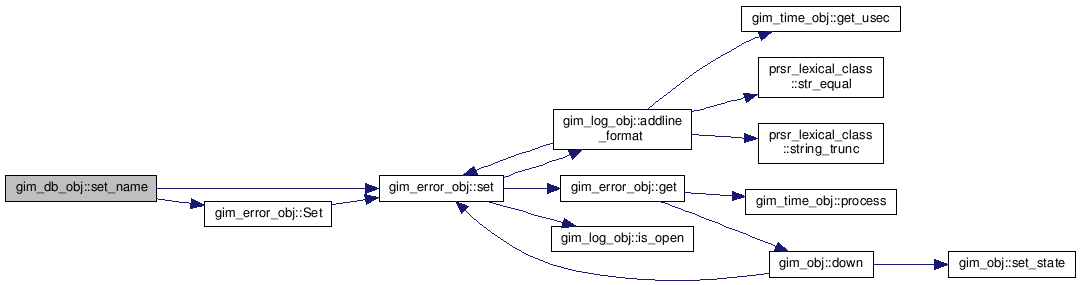 gim_time_obj::get_usec
prsr_lexical_class
::str_equal
gim_log_obj::addline
_format
prsr_lexical_class
::string_trunc
gim_db_obj::set_name
gim_error_obj::set
gim_error_obj::get
gim_time_obj::process
gim_error_obj::Set
gim_log_obj::is_open
gim_obj::down
gim_obj::set_state